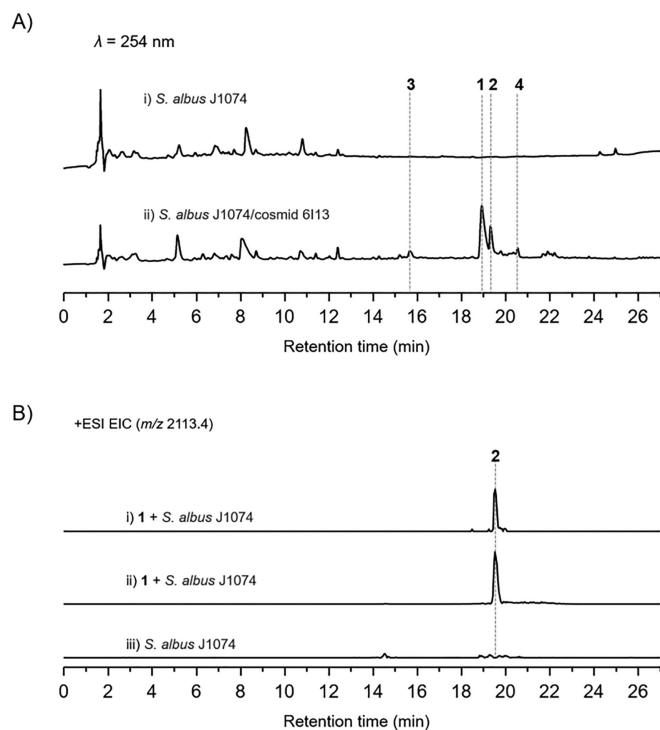 A)
λ = 254 nm
3 1 2 4
i) S. albus J1074
ii) S. albus J1074/cosmid 6I13
0 2 4 6 8 10 12 14 16 18 20 22 24 26
Retention time (min)
B)
+ESI EIC (m/z 2113.4)
2
i) 1 + S. albus J1074
ii) 1 + S. albus J1074
iii) S. albus J1074
0 2 4 6 8 10 12 14 16 18 20 22 24 26
Retention time (min)